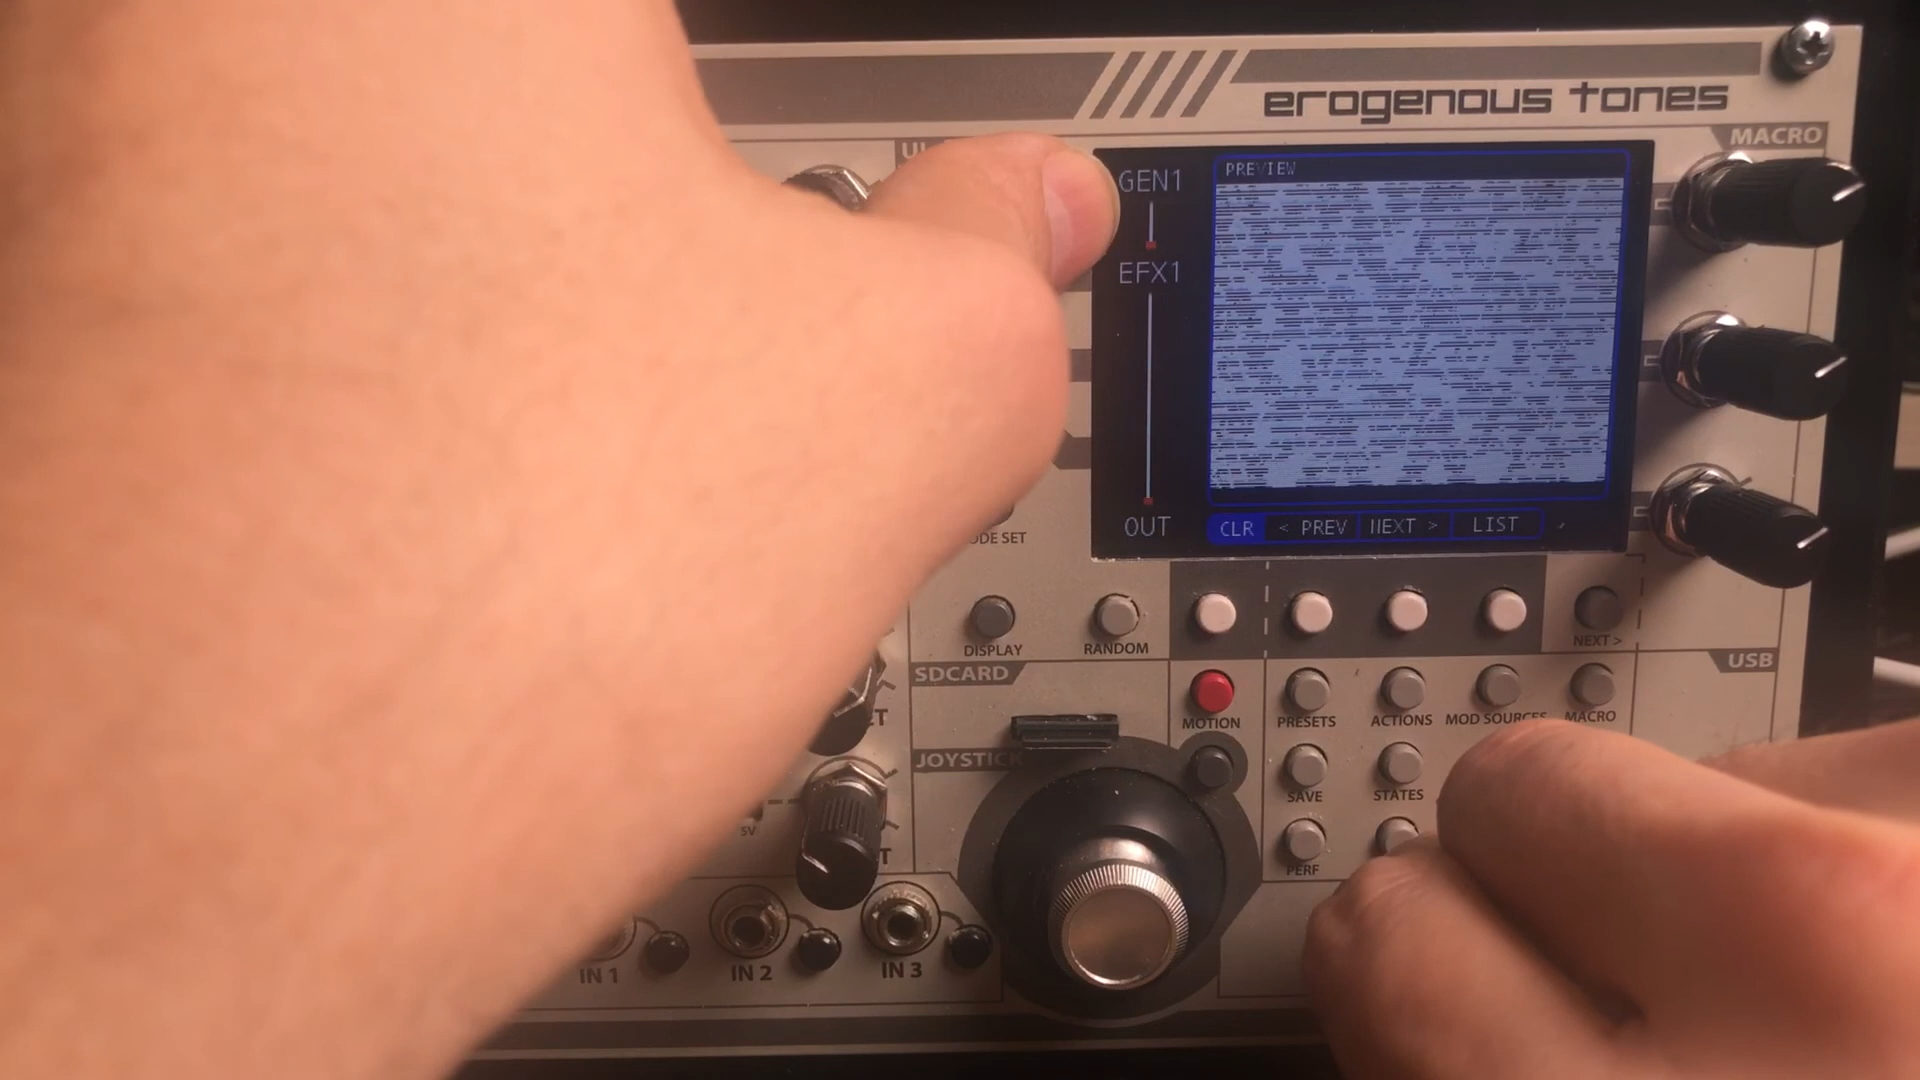 erogenous tones
MACRO
GEN1
PREVIEW
EFX1
OUT
CLR
< PREV
NEXT >
LIST
DISPLAY
RANDOM
NEXT >
SDCARD
USB
MOTION
PRESETS
ACTIONS
MOD SOURCES
MACRO
JOYSTICK
SAVE
STATES
5V
PERF
IN 1
IN 2
IN 3